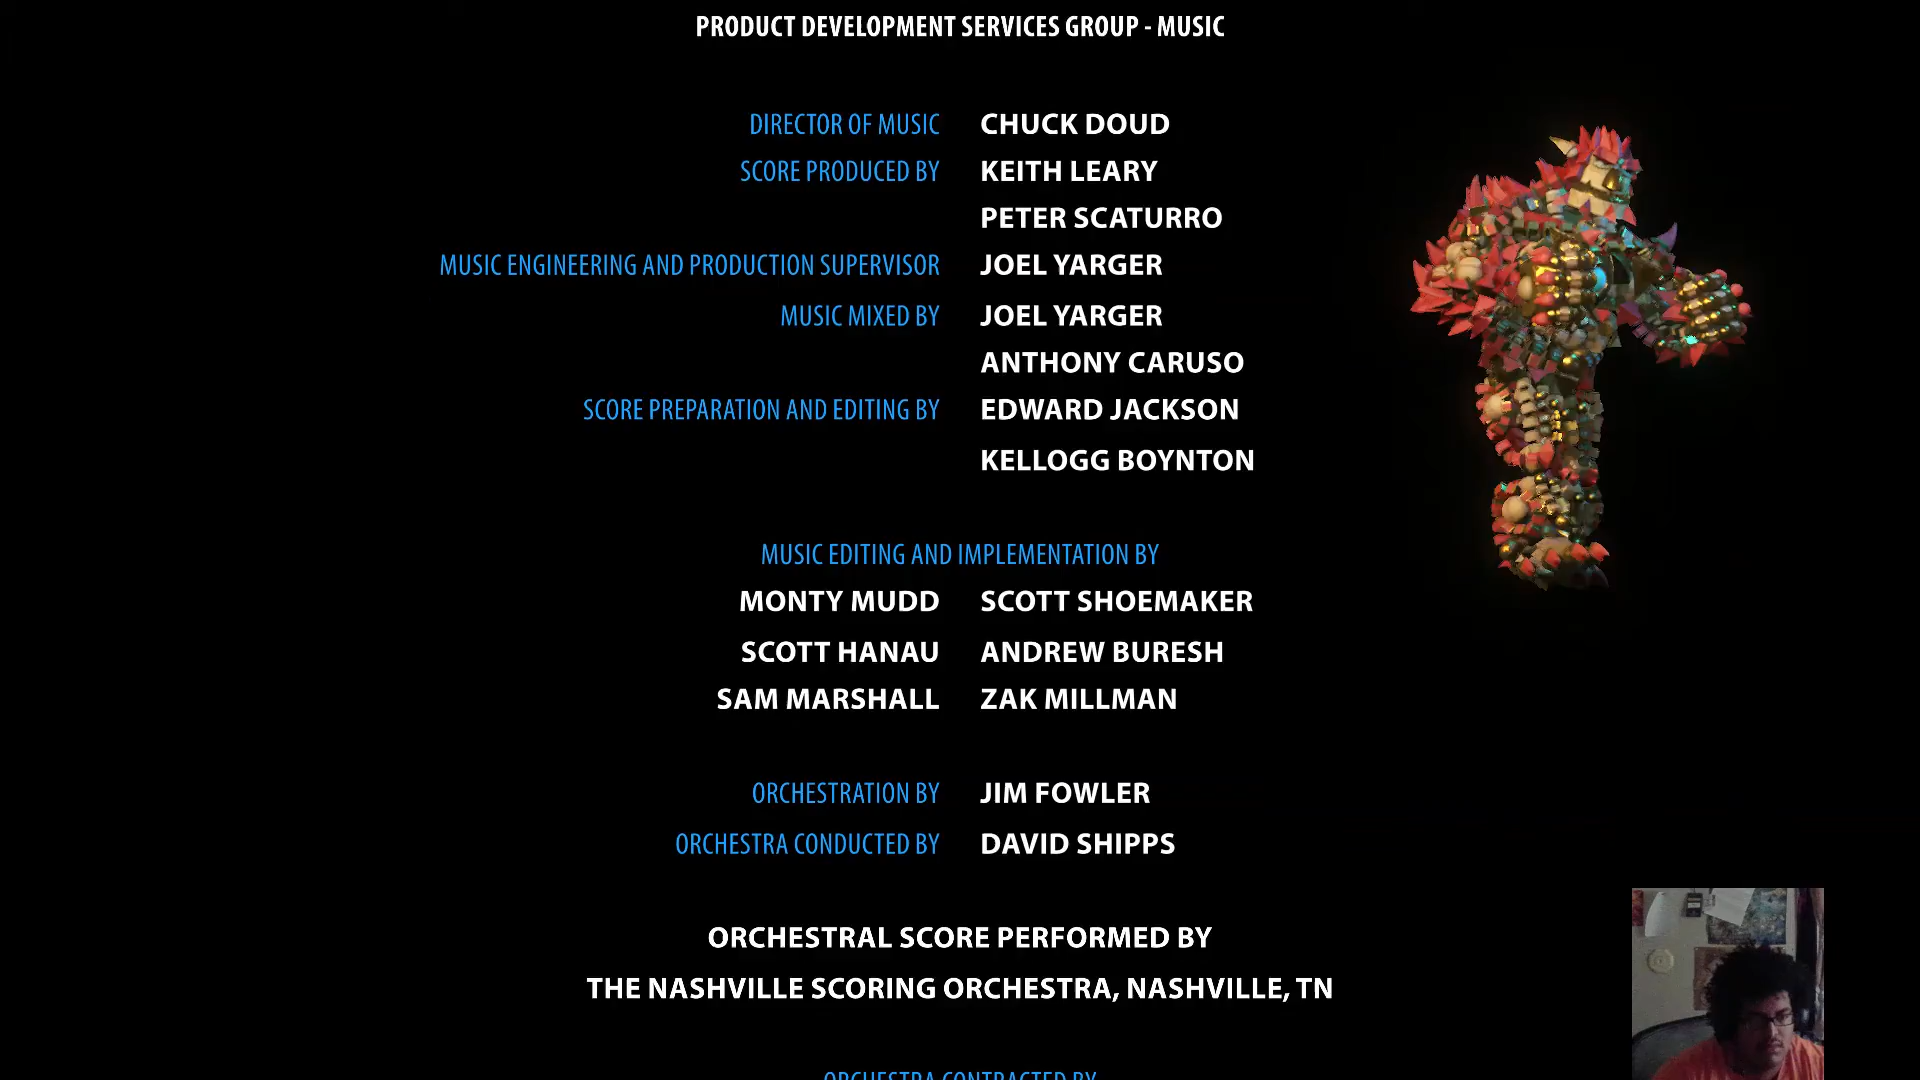 PRODUCT DEVELOPMENT SERVICES GROUP - MUSIC
DIRECTOR OF MUSIC CHUCK DOUD
SCORE PRODUCED BY KEITH LEARY
PETER SCATURRO
MUSIC ENGINEERING AND PRODUCTION SUPERVISOR JOEL YARGER
MUSIC MIXED BY JOEL YARGER
ANTHONY CARUSO
SCORE PREPARATION AND EDITING BY EDWARD JACKSON
KELLOGG BOYNTON
MUSIC EDITING AND IMPLEMENTATION BY
MONTY MUDD SCOTT SHOEMAKER
SCOTT HANAU ANDREW BURESH
SAM MARSHALL ZAK MILLMAN
ORCHESTRATION BY JIM FOWLER
ORCHESTRA CONDUCTED BY DAVID SHIPPS
ORCHESTRAL SCORE PERFORMED BY
THE NASHVILLE SCORING ORCHESTRA, NASHVILLE, TN
ORCHESTRA CONTRACTED BY